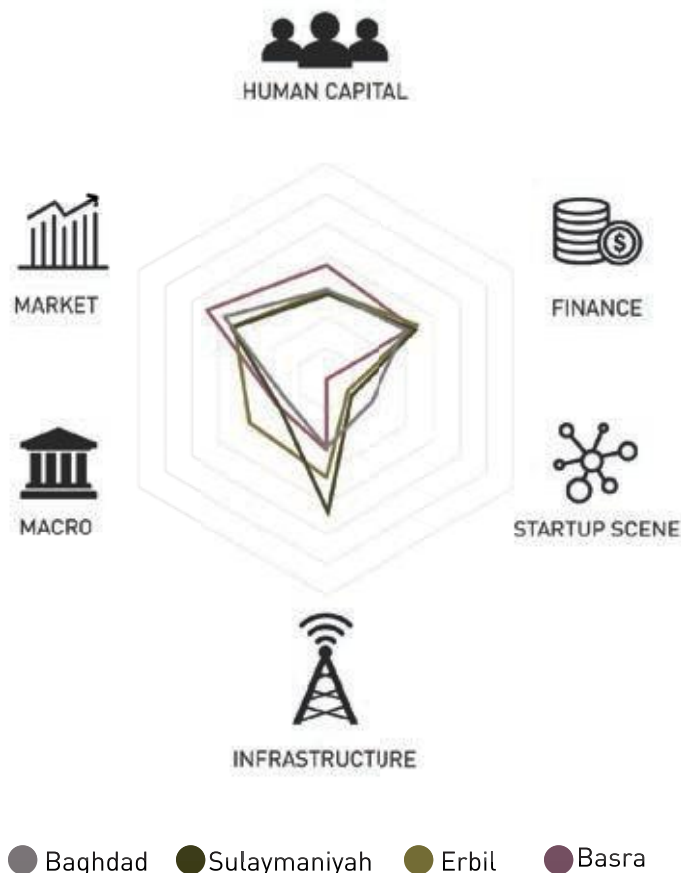 HUMAN CAPITAL
MARKET
$
FINANCE
MACRO
STARTUP SCENE
INFRASTRUCTURE
Baghdad Sulaymaniyah Erbil Basra